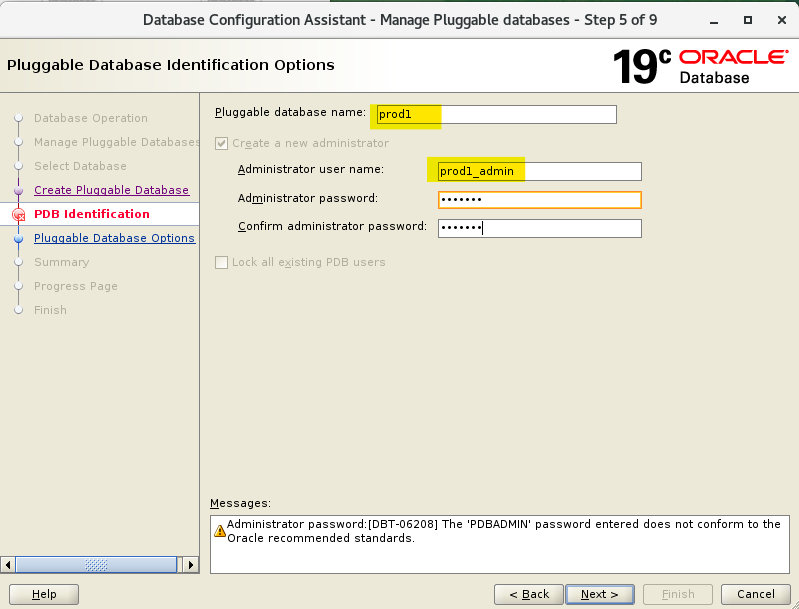 Database Configuration Assistant - Manage Pluggable databases - Step 5 of 9
Pluggable Database Identification Options
19c ORACLE
Database
Database Operation
Manage Pluggable Databases
Select Database
Create Pluggable Database
PDB Identification
Pluggable Database Options
Summary
Progress Page
Finish
Pluggable database name: prod1
Create a new administrator
Administrator user name: prod1_admin
Administrator password: •••••••
Confirm administrator password: •••••••
Lock all existing PDB users
Messages:
Administrator password:[DBT-06208] The 'PDBADMIN' password entered does not conform to the
Oracle recommended standards.
Help
< Back
Next >
Finish
Cancel